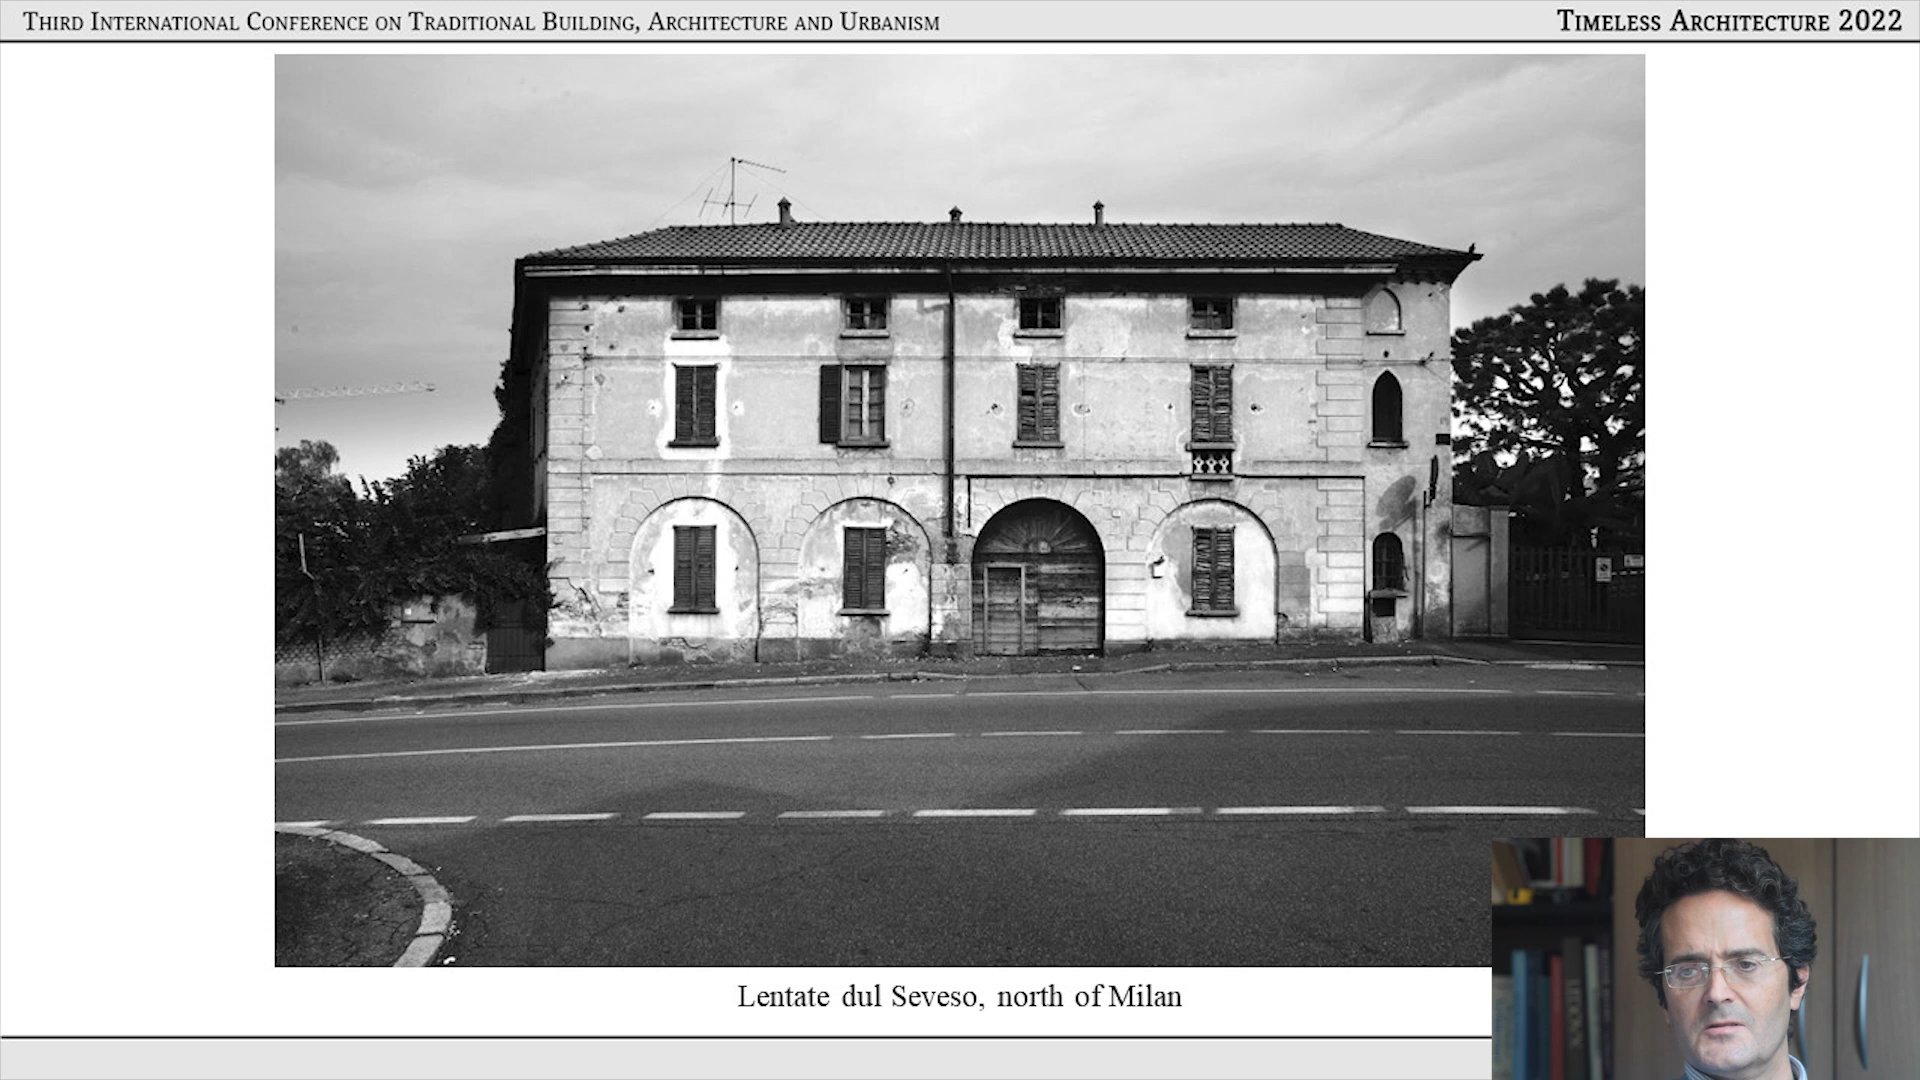 Third International Conference on Traditional Building, Architecture and Urbanism
Timeless Architecture 2022
Lentate dul Seveso, north of Milan